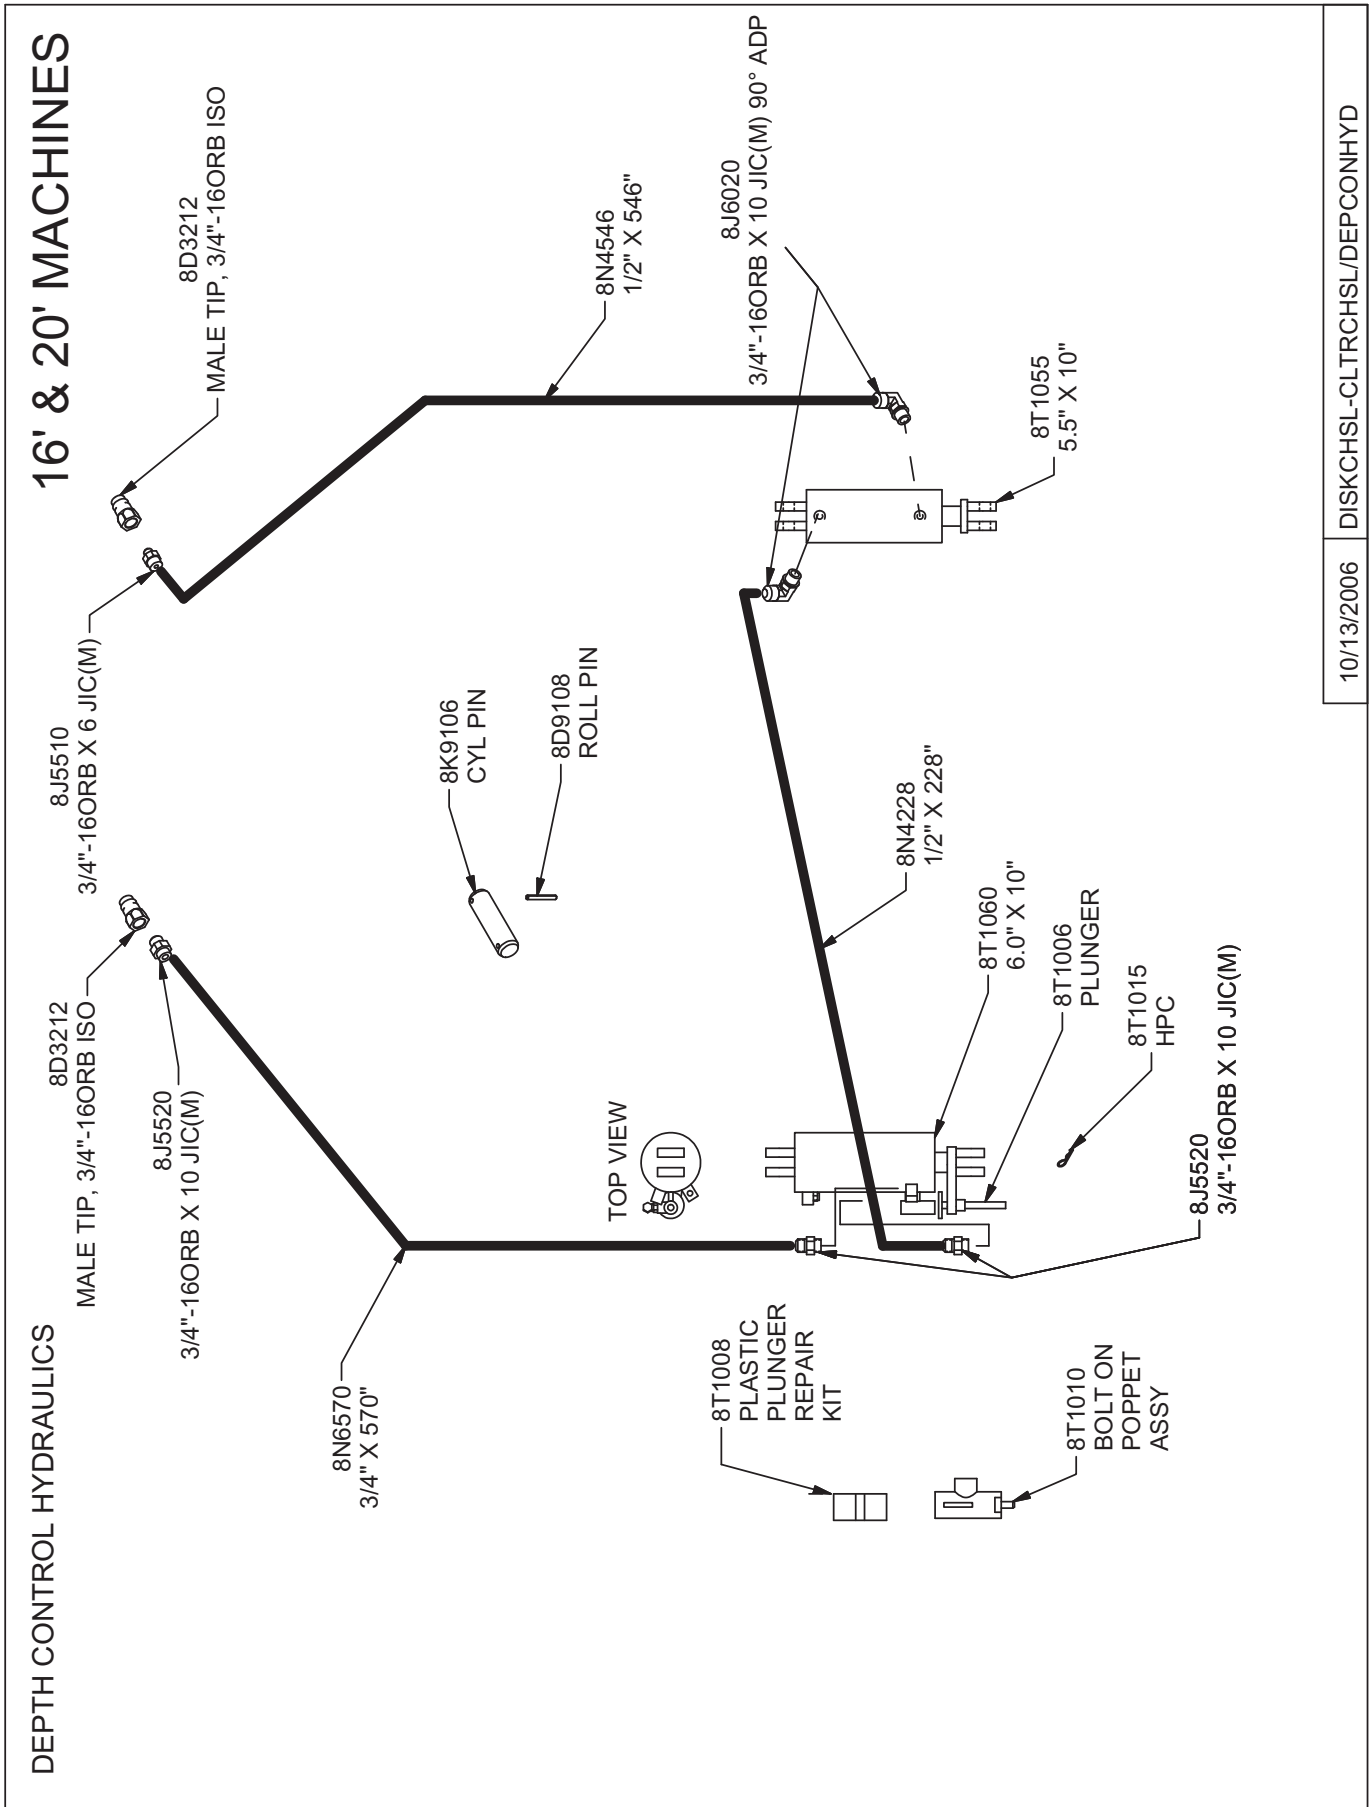 DEPTH CONTROL HYDRAULICS
16' & 20' MACHINES
8D3212
MALE TIP, 3/4"-16ORB ISO
8J5520
3/4"-16ORB X 10 JIC(M)
8N6570
3/4" X 570"
8J5510
3/4"-16ORB X 6 JIC(M)
8D3212
MALE TIP, 3/4"-16ORB ISO
8N4546
1/2" X 546"
8K9106
CYL PIN
8D9108
ROLL PIN
TOP VIEW
8J6020
3/4"-16ORB X 10 JIC(M) 90° ADP
8T1008
PLASTIC
PLUNGER
REPAIR
KIT
8T1010
BOLT ON
POPPET
ASSY
8N4228
1/2" X 228"
8T1060
6.0" X 10"
8T1006
PLUNGER
8T1015
HPC
8J5520
3/4"-16ORB X 10 JIC(M)
8T1055
5.5" X 10"
10/13/2006
DISKCHSL-CLTRCHSL/DEPCONHYD